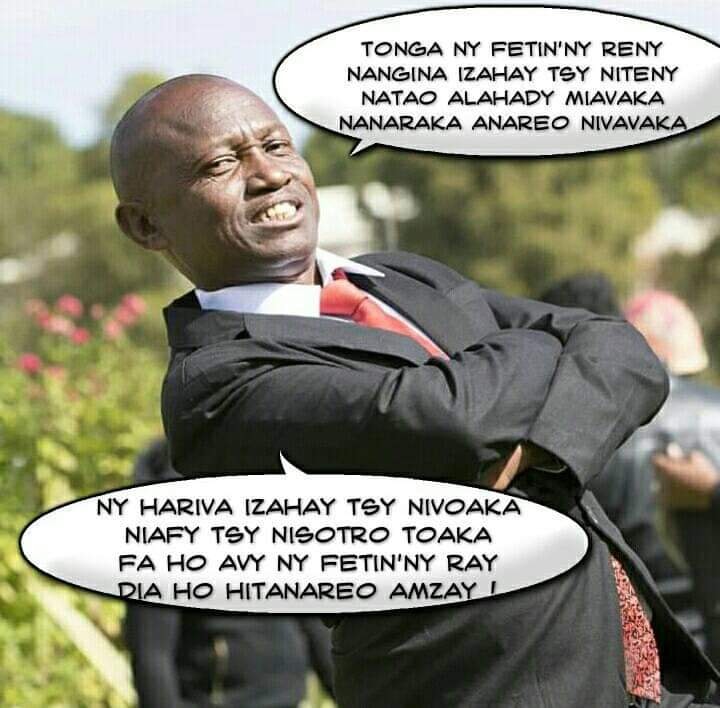 TONGA NY FETIN'NY RENY
NANGINA IZAHAY TSY NITENY
NATAO ALAHADY MIAVAKA
NANARAKA ANAREO NIVAVAKA
NY HARIVA IZAHAY TSY NIVOAKA
NIAFY TSY NISOTRO TOAKA
FA HO AVY NY FETIN'NY RAY
DIA HO HITANAREO AMZAY !